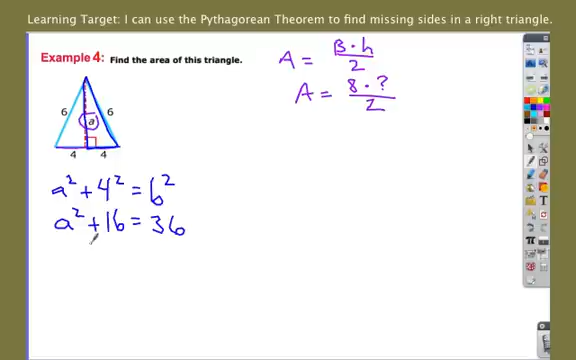 Learning Target: I can use the Pythagorean Theorem to find missing sides in a right triangle.
Example 4: Find the area of this triangle.
A = B · h / 2
A = 8 · ? / 2
6 6
a
4 4
a² + 4² = 6²
a² + 16 = 36